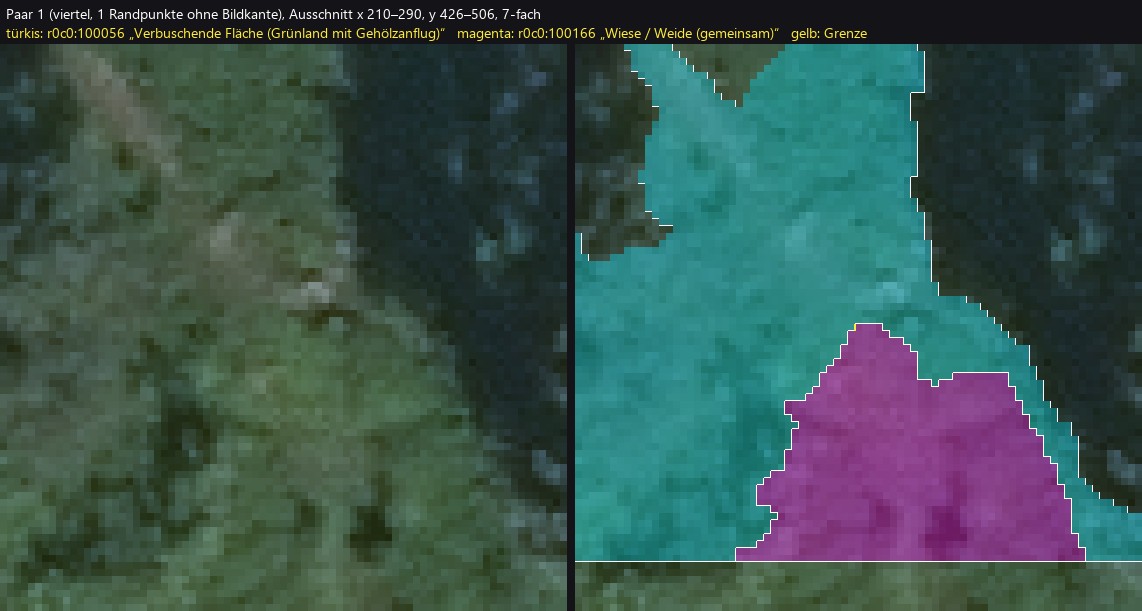 Paar 1 (viertel, 1 Randpunkte ohne Bildkante), Ausschnitt x 210–290, y 426–506, 7-fach
türkis: r0c0:100056 „Verbuschende Fläche (Grünland mit Gehölzanflug)“ magenta: r0c0:100166 „Wiese / Weide (gemeinsam)“ gelb: Grenze